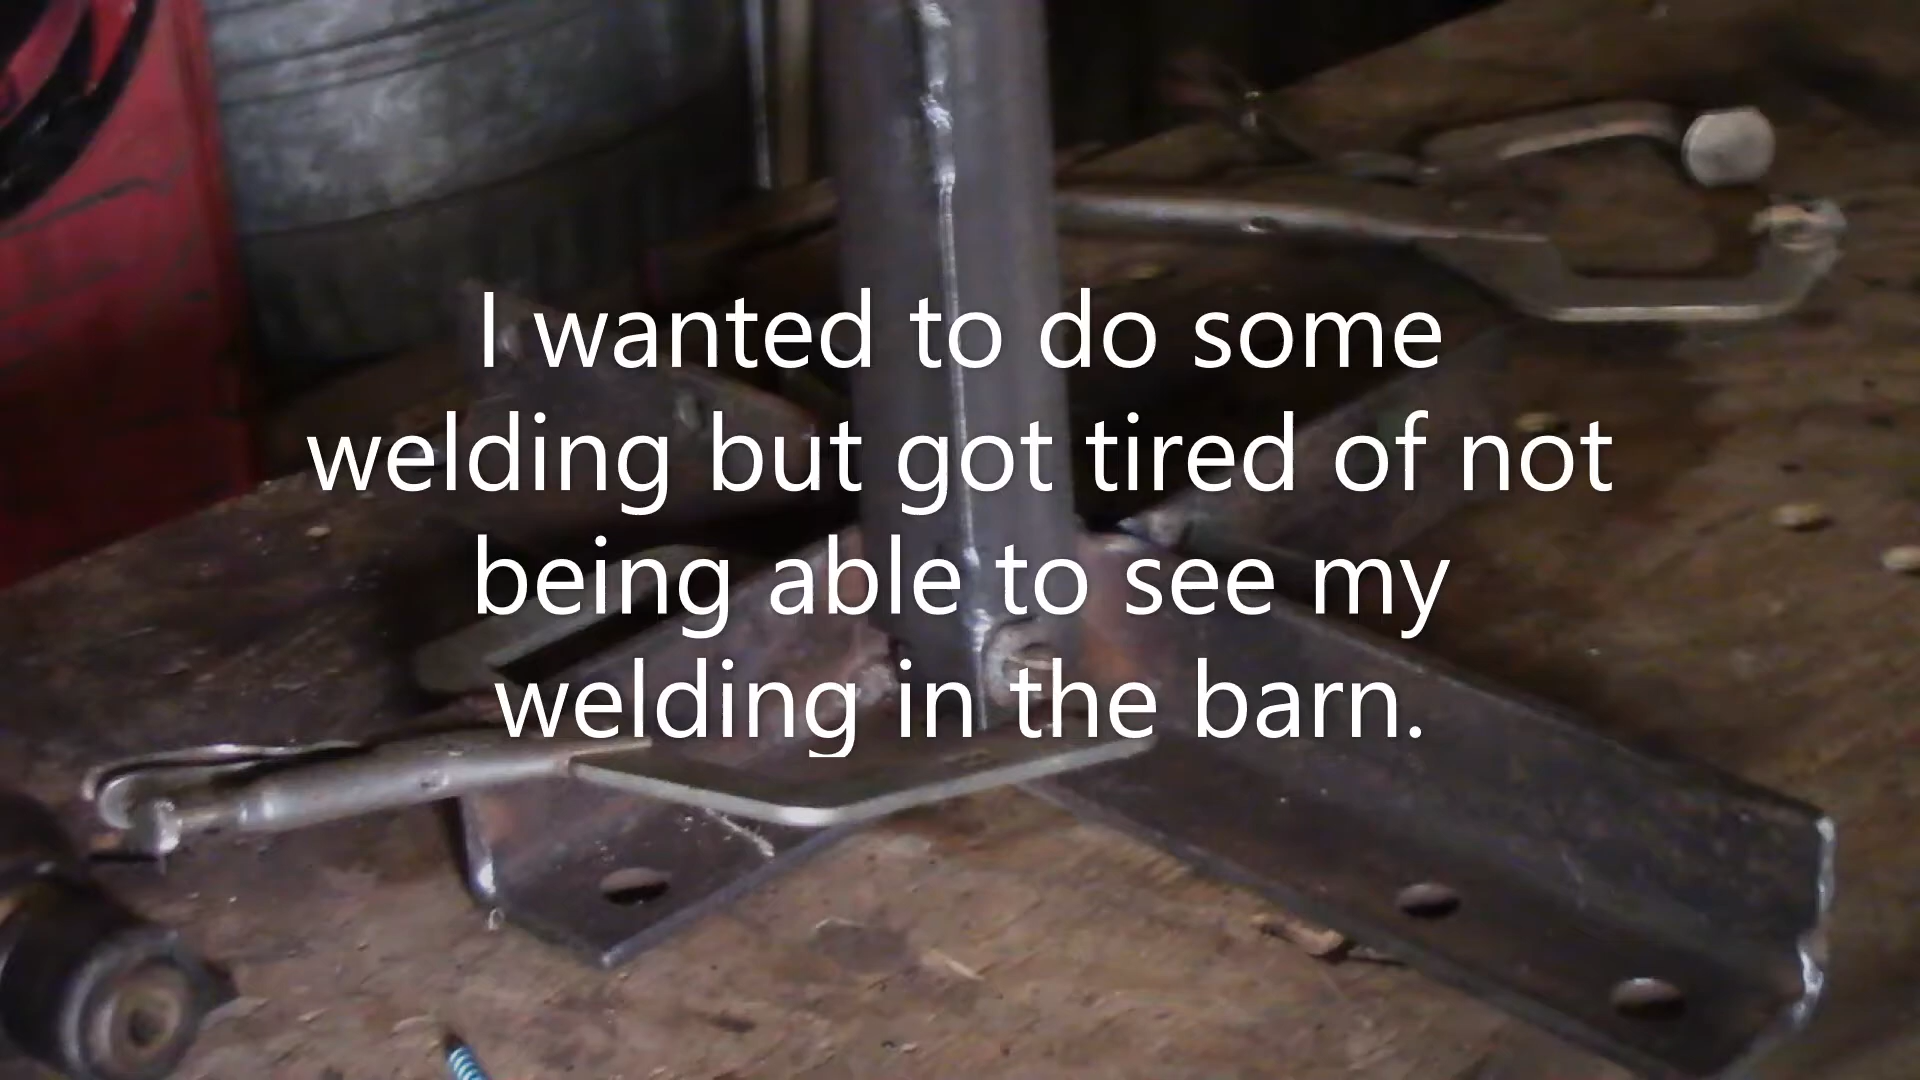 I wanted to do some
welding but got tired of not
being able to see my
welding in the barn.